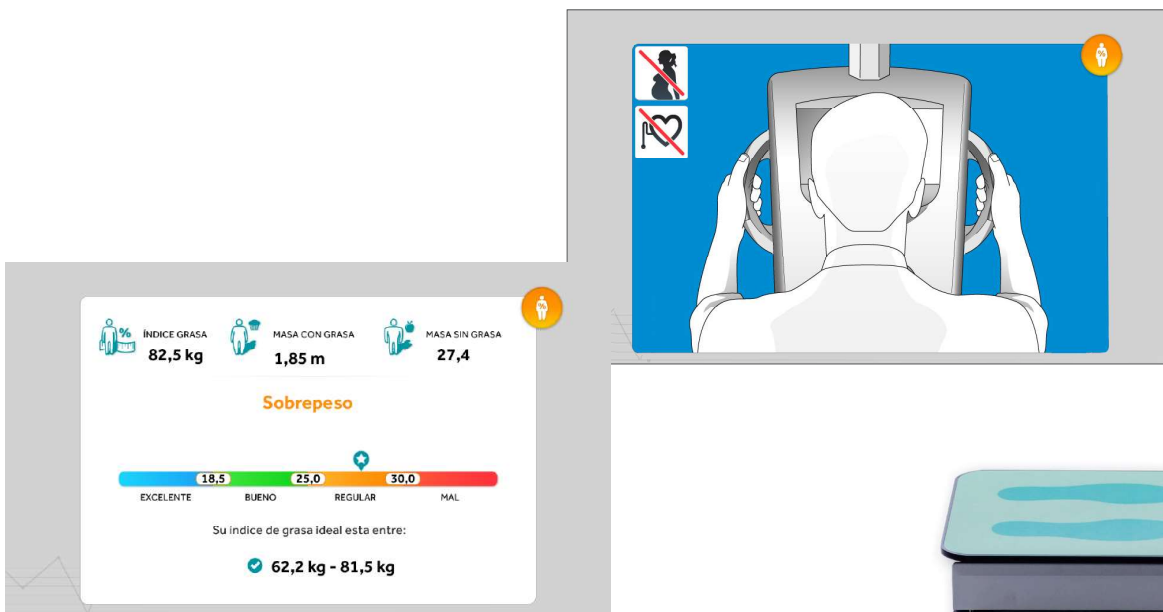 %
%
%
ÍNDICE GRASA
82,5 kg
MASA CON GRASA
1,85 m
MASA SIN GRASA
27,4
Sobrepeso
18,5
25,0
30,0
EXCELENTE
BUENO
REGULAR
MAL
Su indice de grasa ideal esta entre:
62,2 kg - 81,5 kg